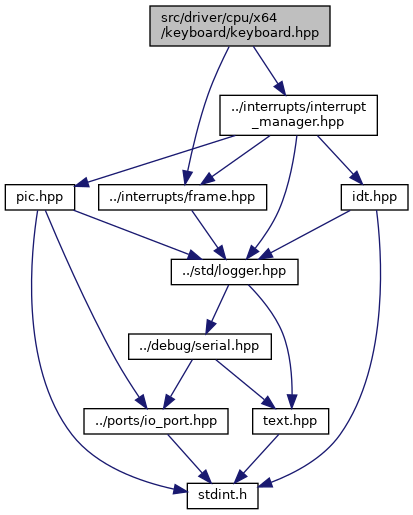 src/driver/cpu/x64
/keyboard/keyboard.hpp
../interrupts/interrupt
_manager.hpp
pic.hpp
../interrupts/frame.hpp
idt.hpp
../std/logger.hpp
../debug/serial.hpp
../ports/io_port.hpp
text.hpp
stdint.h